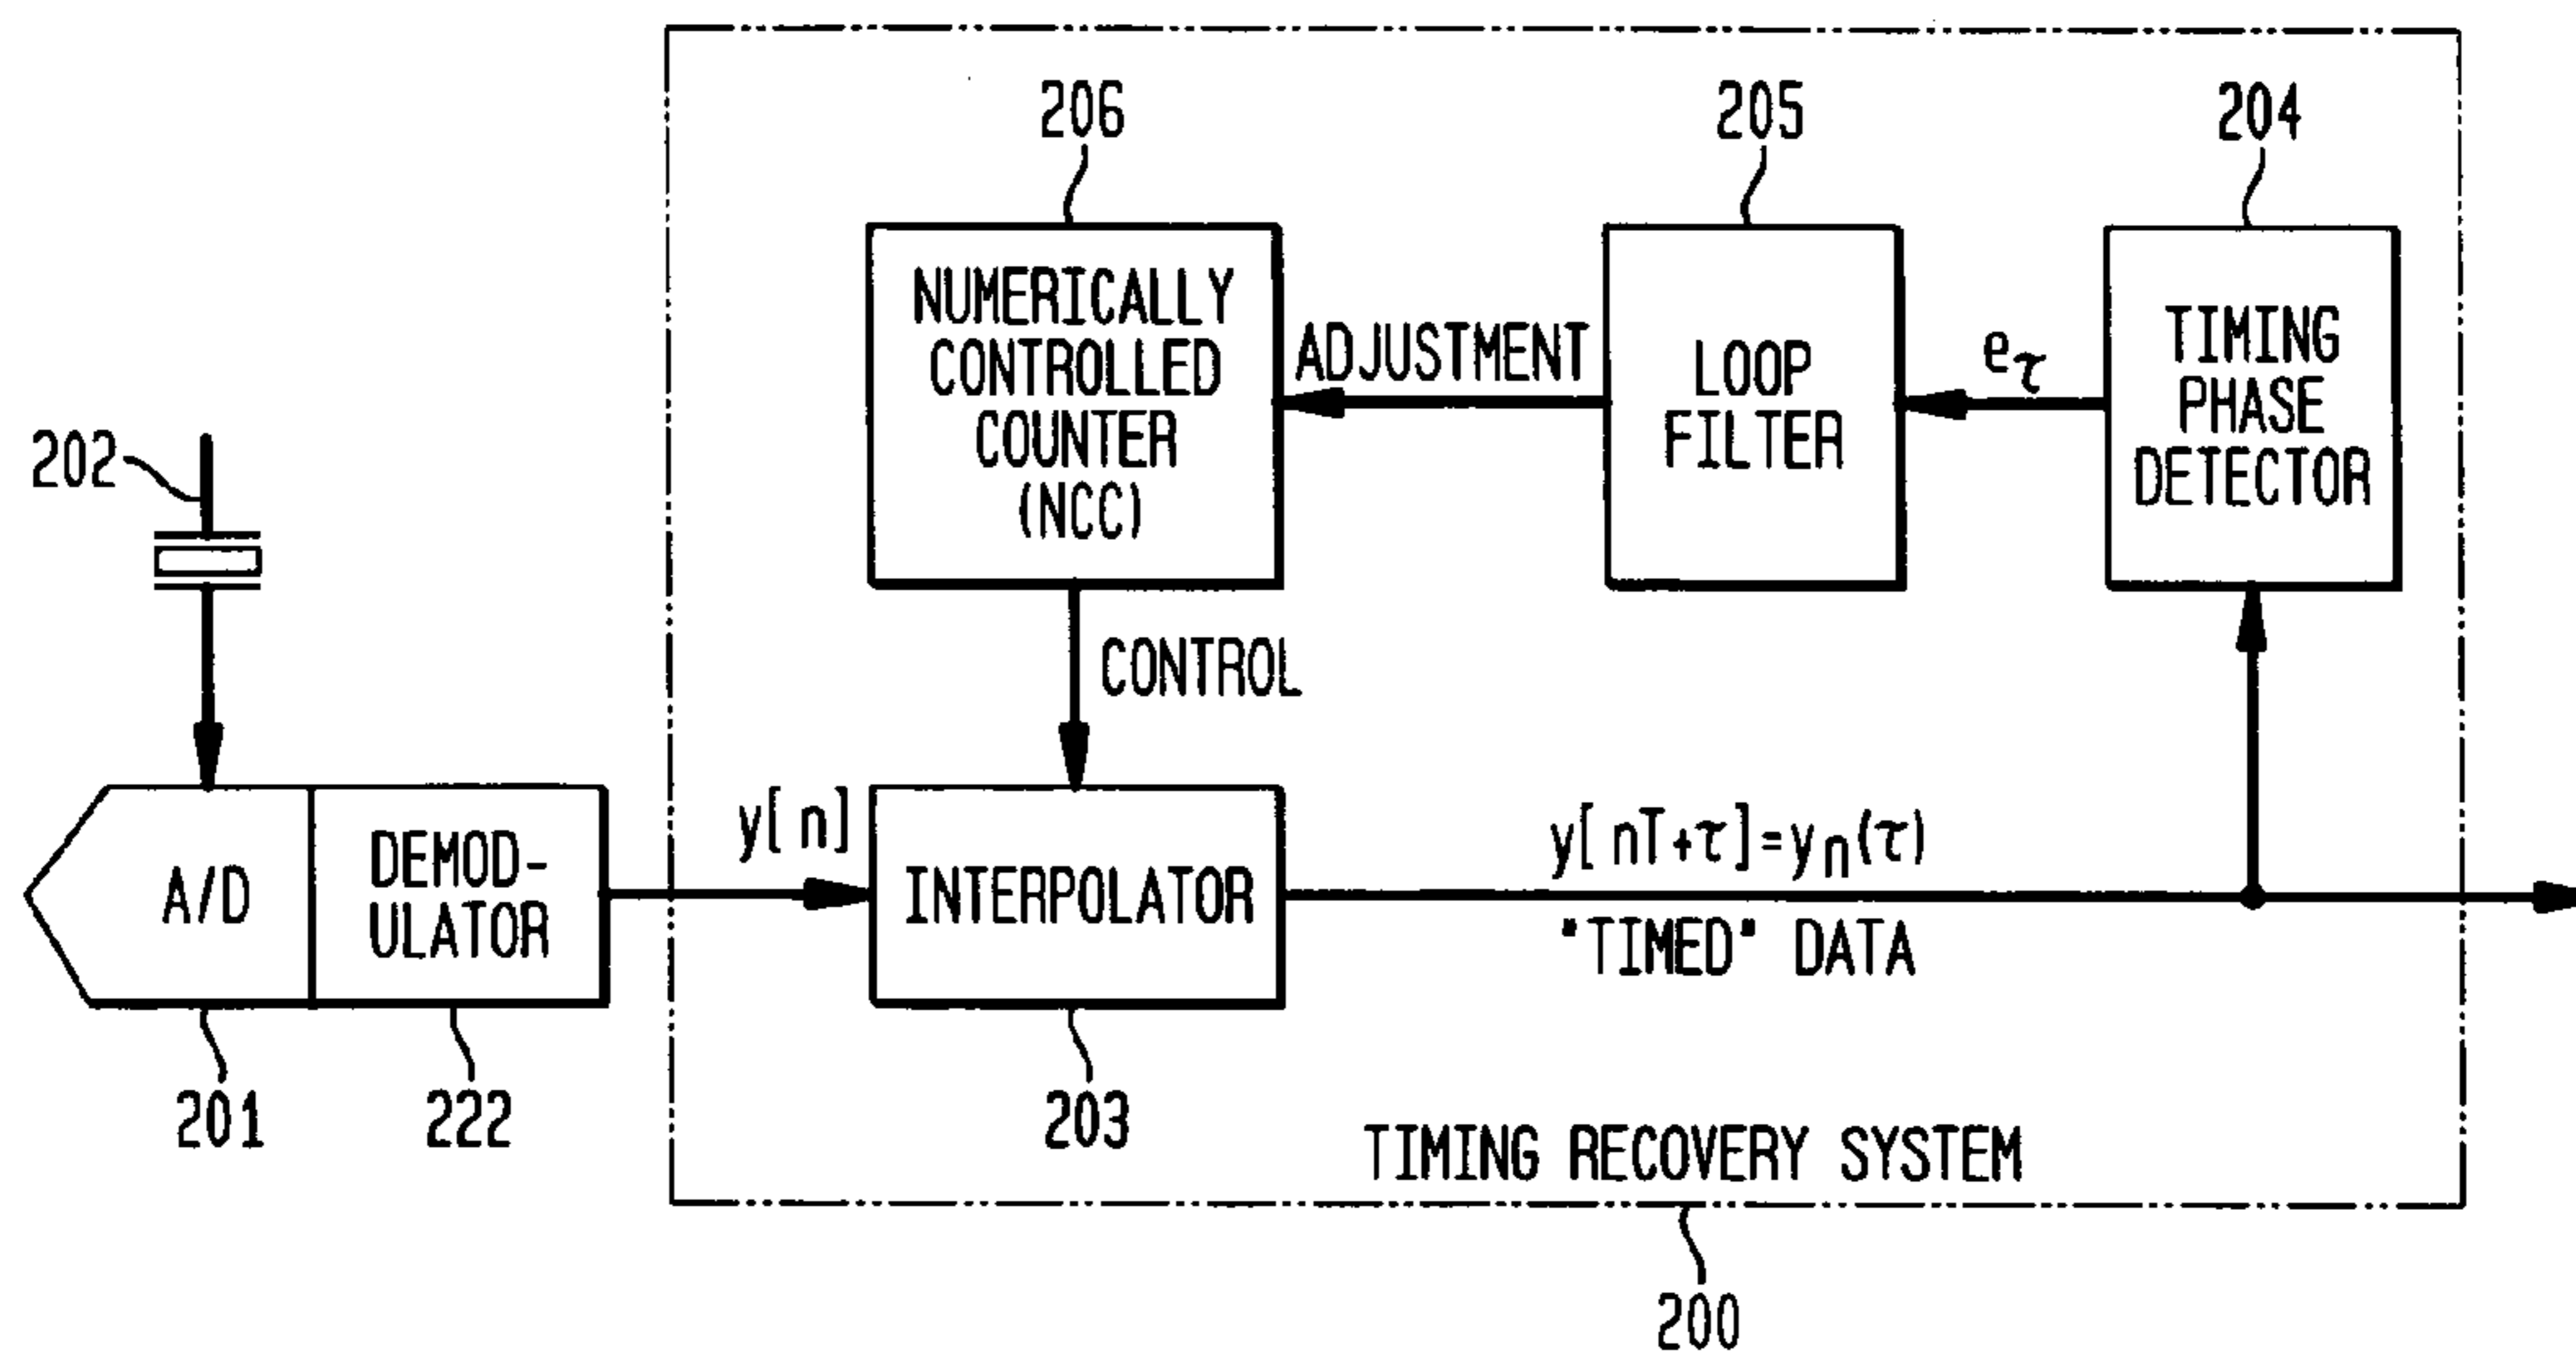 206
205
204
NUMERICALLY
CONTROLLED
COUNTER
(NCC)
ADJUSTMENT
LOOP
FILTER
eτ
TIMING
PHASE
DETECTOR
202
CONTROL
A/D
DEMOD-
ULATOR
y[n]
INTERPOLATOR
y[nT+τ]=yn(τ)
"TIMED" DATA
201
222
203
TIMING RECOVERY SYSTEM
200